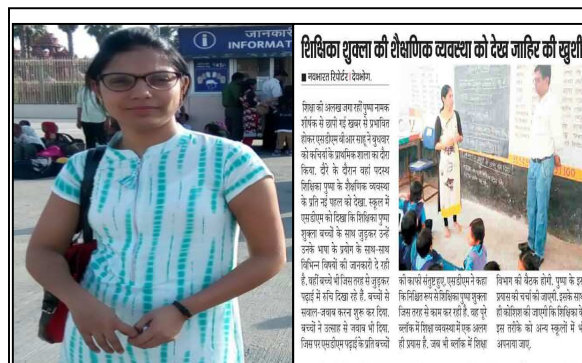 जानकारी
INFORMAT
शिक्षिका शुक्ला की शैक्षणिक व्यवस्था को देख जाहिर की खुशी
नवभारत रिपोर्टर। देवभोग.
शिक्षा की अलख जगा रहीं पुष्पा नामक
शीर्षक से छापी गई खबर से प्रभावित
होकर एसडीएम बीआर साहू ने बुधवार
को कचिया के प्राथमिक शाला का दौरा
किया. दौरे के दौरान वहां पदस्थ
शिक्षिका पुष्पा के शैक्षणिक व्यवस्था
के प्रति नई पहल को देखा. स्कूल में
एसडीएम को दिखा कि शिक्षिका पुष्पा
शुक्ला बच्चों के साथ जुड़कर उन्हें
उनके भाषा के प्रयोग के साथ-साथ
विभिन्न विषयों की जानकारी दे रही
है. वहीं बच्चे भी जिस तरह से जुड़कर
पढ़ाई में रुचि दिखा रहे हैं. बच्चों से
सवाल-जवाब करना शुरू कर दिया.
बच्चों ने उत्साह से जवाब भी दिया.
जिस पर एसडीएम पढ़ाई के प्रति बच्चों
की काफी संतुष्ट हुए, एसडीएम ने कहा
कि निश्चित रूप से शिक्षिका पुष्पा शुक्ला
जिस तरह से काम कर रही है. वह पूरे
ब्लॉक में शिक्षा व्यवस्था में एक अलग
ही प्रयास है. जब भी ब्लॉक में शिक्षा
विभाग की बैठक होगी. पुष्पा के इस
प्रयास की चर्चा की जाएगी. इसके साथ
ही कोशिश की जाएगी कि शिक्षिका के
इस तरीके को अन्य स्कूलों में भी
अपनाया जाए.